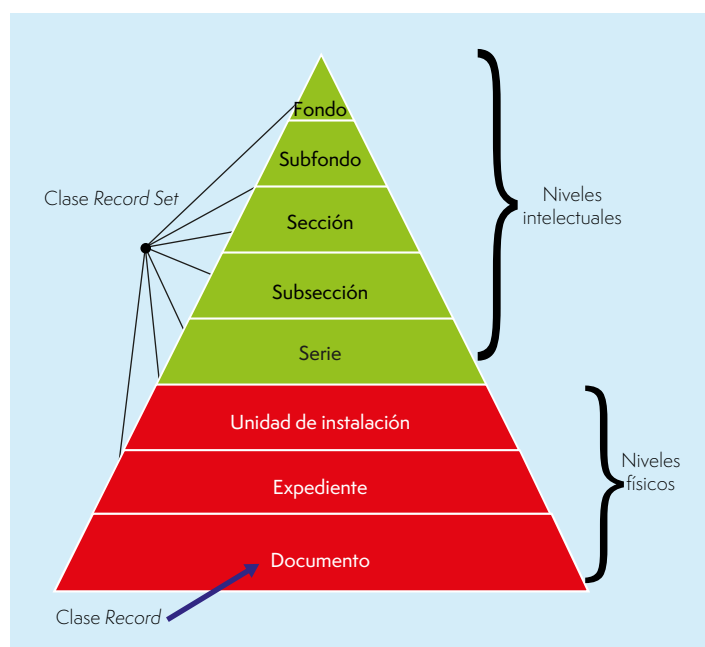 Fondo
Subfondo
Clase Record Set
Sección
Niveles
intelectuales
Subsección
Serie
Unidad de instalación
Niveles
físicos
Expediente
Documento
Clase Record